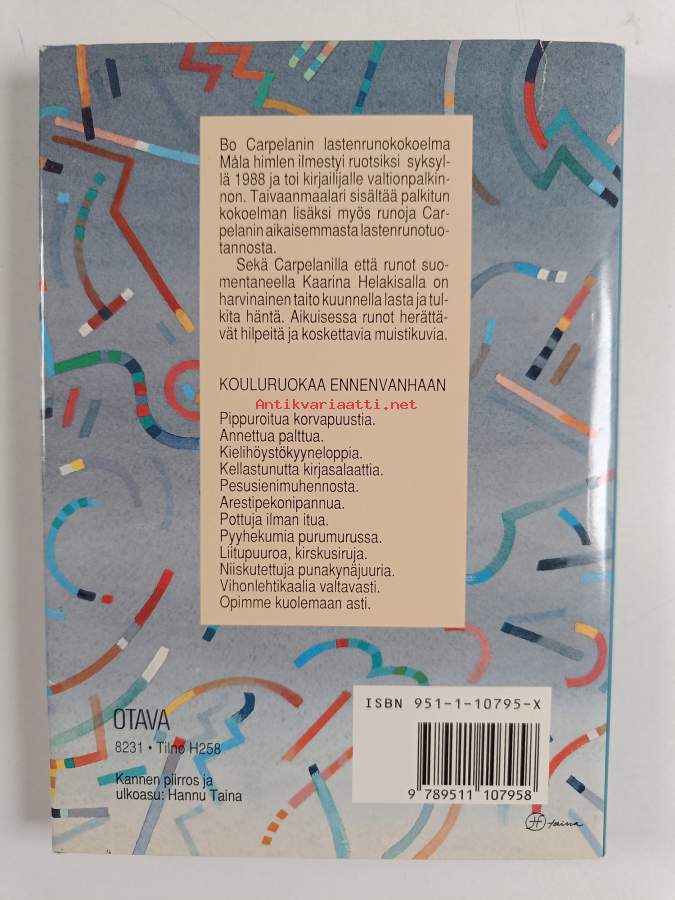 Bo Carpelanin lastenrunokokoelma
Måla himlen ilmestyi ruotsiksi syksyl-
lä 1988 ja toi kirjailijalle valtionpalkin-
non. Taivaanmaalari sisältää palkitun
kokoelman lisäksi myös runoja Car-
pelanin aikaisemmasta lastenrunotuo-
tannosta.
Sekä Carpelanilla että runot suo-
mentaneella Kaarina Helakisalla on
harvinainen taito kuunnella lasta ja tul-
kita häntä. Aikuisessa runot herättä-
vät hilpeitä ja koskettavia muistikuvia.
KOULURUOKAA ENNENVANHAAN
Antikvariaatti.net
Pippuroitua korvapuustia.
Annettua palttua.
Kielihöystökyyneloppia.
Kellastunutta kirjasalaattia.
Pesusienimuhennosta.
Arestipekonipannua.
Pottuja ilman itua.
Pyyhekumia purumurussa.
Liitupuuroa, kirskusiruja.
Niiskutettuja punakynäjuuria.
Vihonlehtikaalia valtavasti.
Opimme kuolemaan asti.
OTAVA
8231 • Tilno H258
Kannen piirros ja
ulkoasu: Hannu Taina
ISBN 951-1-10795-X
9 789511 107958
H taina